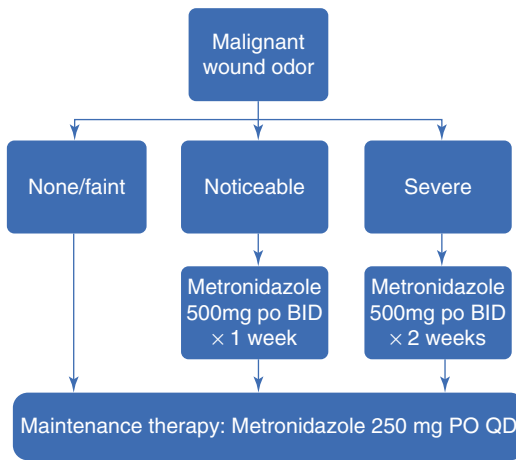 Malignant
wound odor
None/faint
Noticeable
Severe
Metronidazole
500mg po BID
× 1 week
Metronidazole
500mg po BID
× 2 weeks
Maintenance therapy: Metronidazole 250 mg PO QD